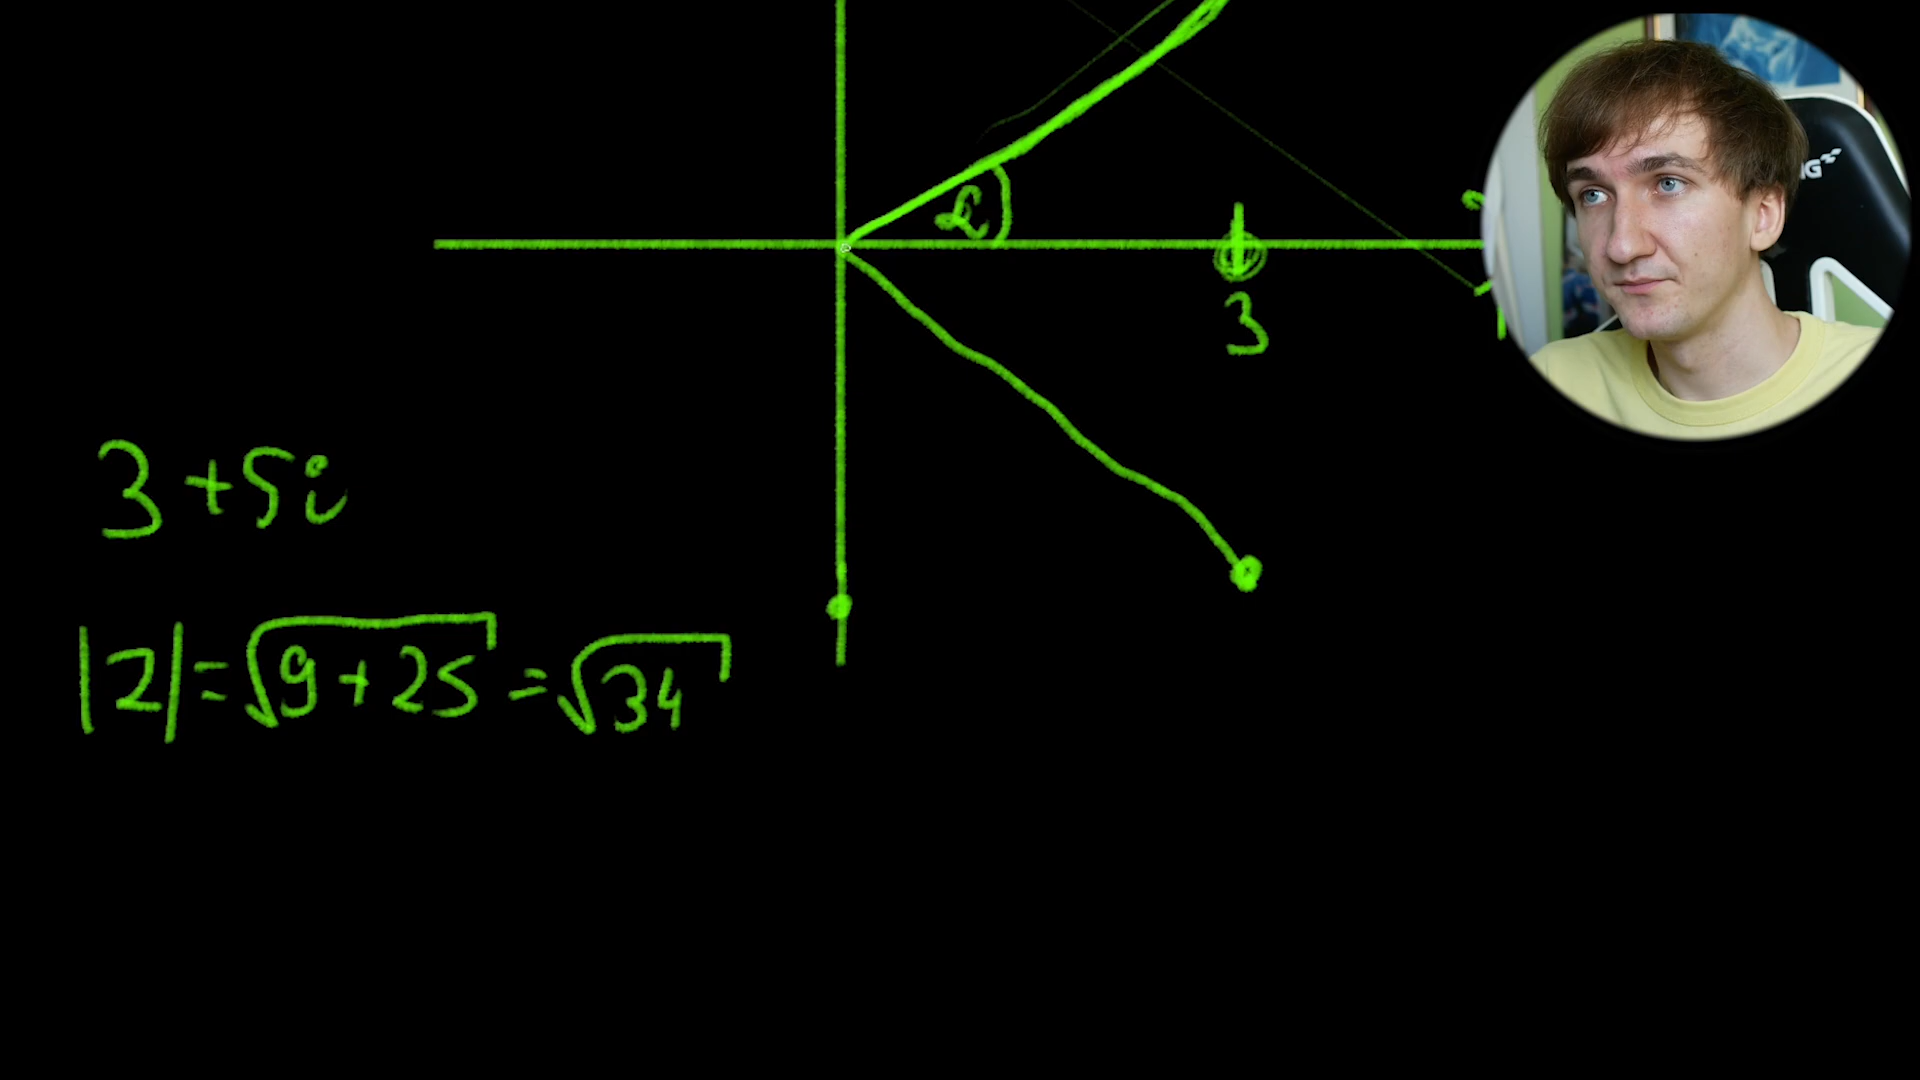 3
3 + 5i
|z| = √9 + 25 = √34